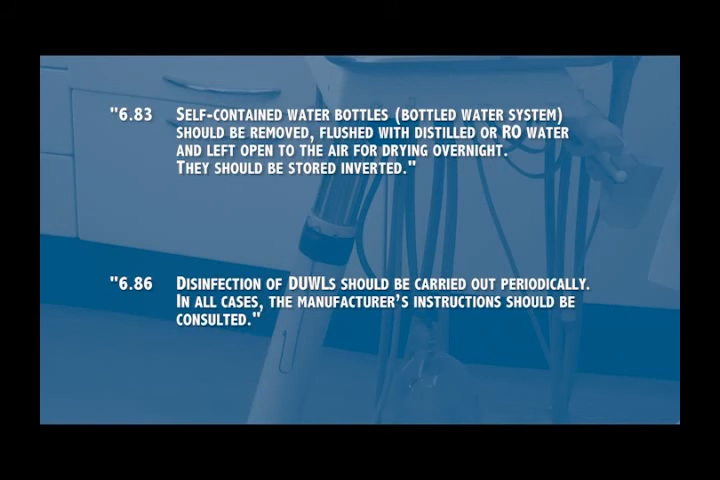 "6.83 Self-contained water bottles (bottled water system)
should be removed, flushed with distilled or RO water
and left open to the air for drying overnight.
They should be stored inverted."
"6.86 Disinfection of DUWLs should be carried out periodically.
In all cases, the manufacturer's instructions should be
consulted."